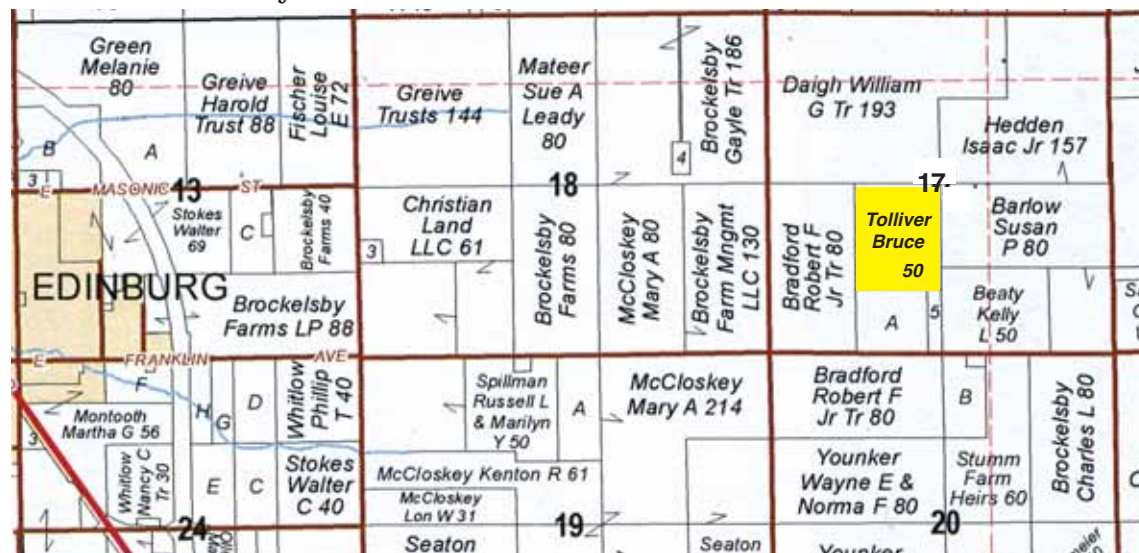 Green
Melanie
80
Greive
Harold
Trust 88
Fischer
Louise
E 72
Greive
Trusts 144
Mateer
Sue A
Leady
80
4
Brockelsby
Gayle Tr 186
Daigh William
G Tr 193
Hedden
Isaac Jr 157
B
A
3
E MASONIC ST
13
18
17
Stokes
Walter
69
C
Brockelsby
Farms 40
Christian
Land
LLC 61
3
Brockelsby
Farms 80
McCloskey
Mary A 80
Brockelsby
Farm Mngmt
LLC 130
Bradford
Robert F
Jr Tr 80
Tolliver
Bruce
50
Barlow
Susan
P 80
EDINBURG
Brockelsby
Farms LP 88
A
5
Beaty
Kelly
L 50
E FRANKLIN AVE
F
H
G
D
Whitlow
Phillip
T 40
Spillman
Russell L
& Marilyn
Y 50
A
McCloskey
Mary A 214
Bradford
Robert F
Jr Tr 80
B
Brockelsby
Charles L 80
Montooth
Martha G 56
3
Whitlow
Nancy C
Tr 30
E
C
Stokes
Walter
C 40
McCloskey Kenton R 61
McCloskey
Lon W 31
Younker
Wayne E &
Norma F 80
Stumm
Farm
Heirs 60
24
19
20
Seaton
Seaton
Younker